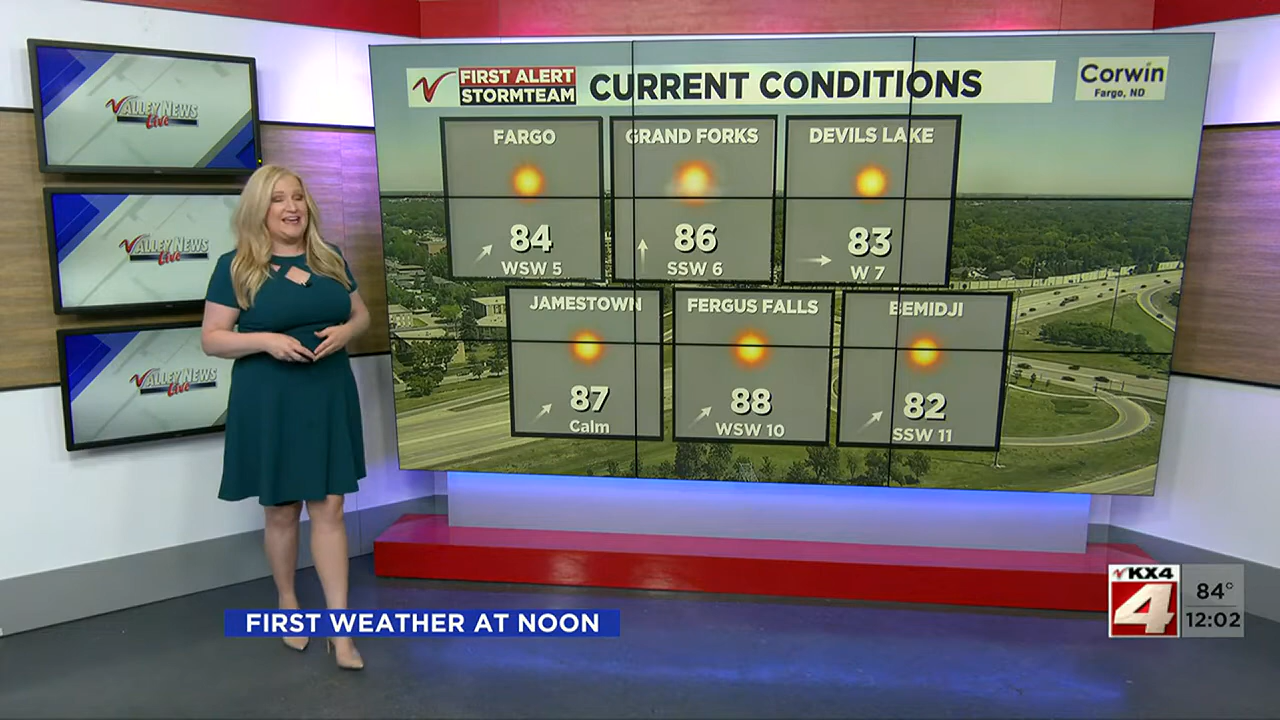 VALLEY NEWS
Live
VALLEY NEWS
Live
VALLEY NEWS
Live
FIRST ALERT
STORMTEAM
CURRENT CONDITIONS
Corwin
Fargo, ND
FARGO
84
WSW 5
GRAND FORKS
86
SSW 6
DEVILS LAKE
83
W 7
JAMESTOWN
87
Calm
FERGUS FALLS
88
WSW 10
BEMIDJI
82
SSW 11
FIRST WEATHER AT NOON
KX4
4
84°
12:02